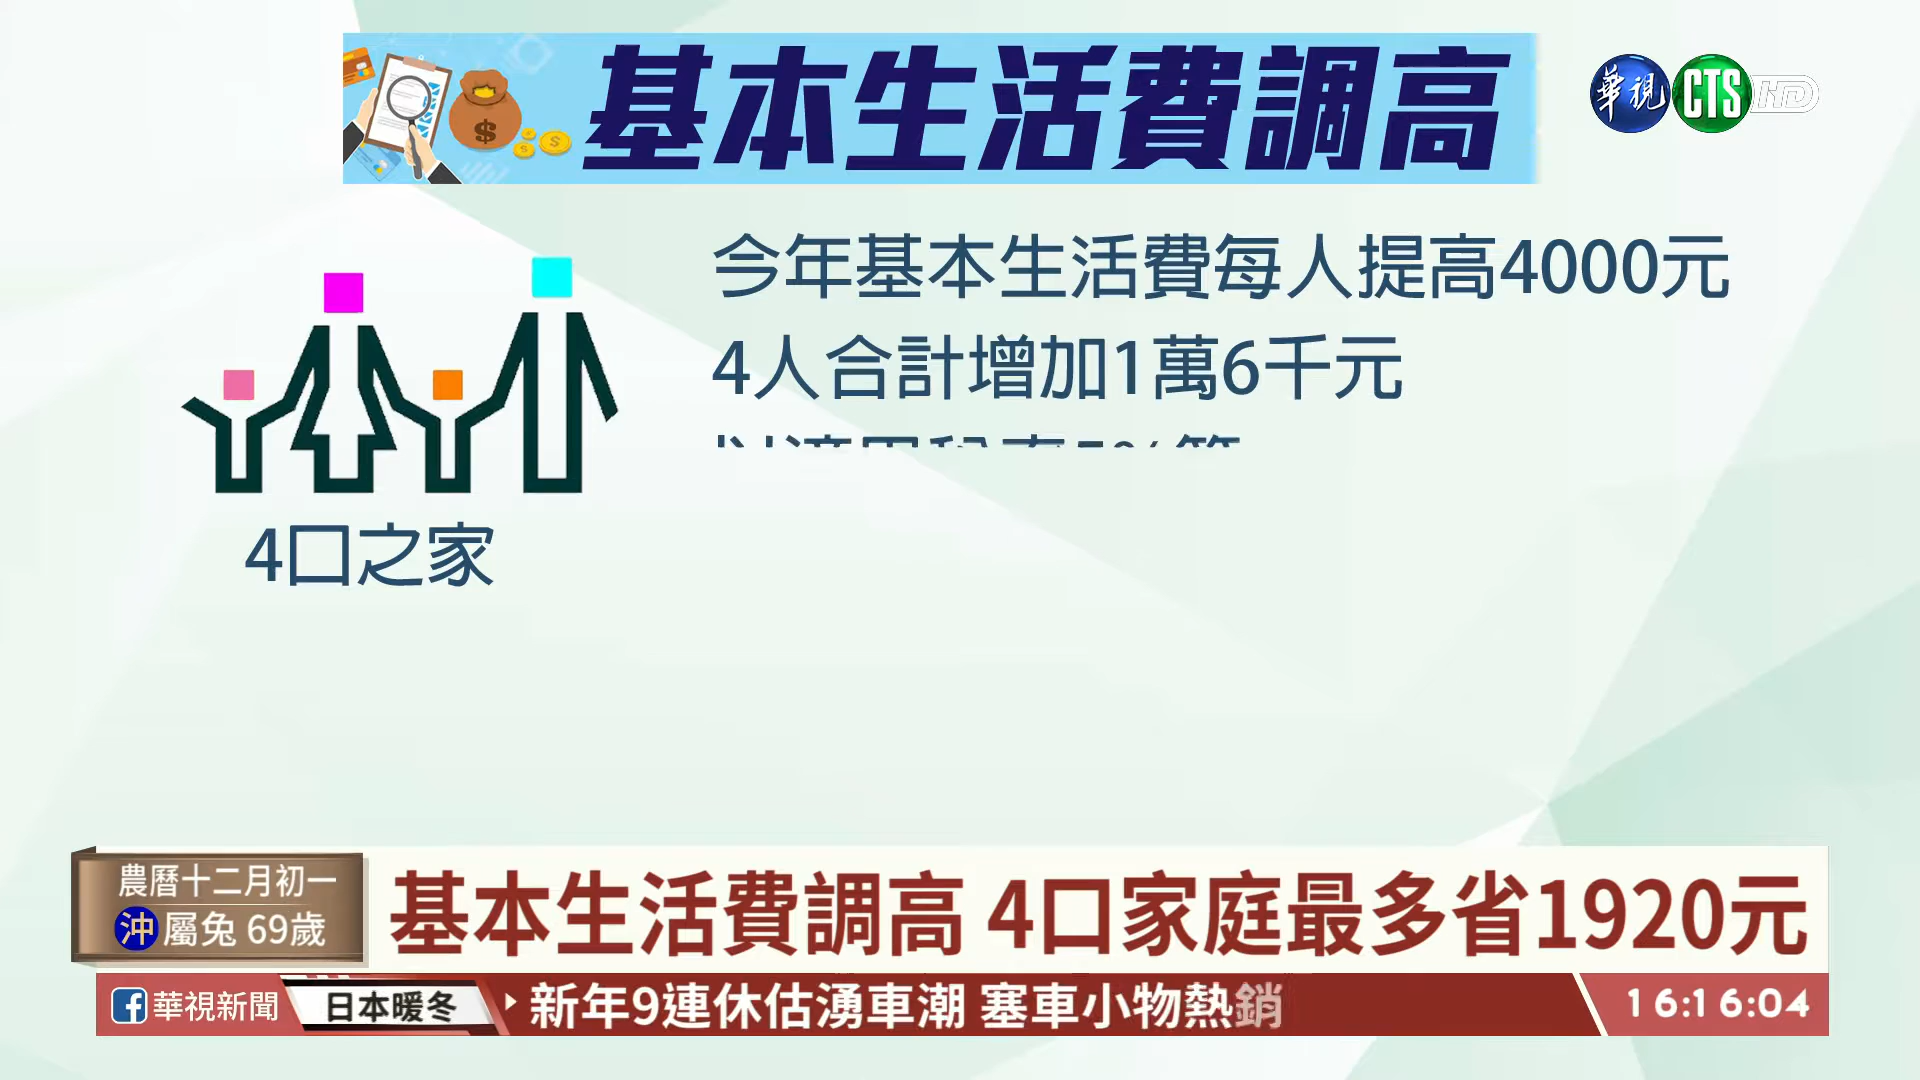 基本生活費調高
華視 CTS HD
今年基本生活費每人提高4000元
4人合計增加1萬6千元
4口之家
農曆十二月初一
沖 屬兔 69歲
基本生活費調高 4口家庭最多省1920元
華視新聞
日本暖冬
新年9連休估湧車潮 塞車小物熱銷
16:16:04